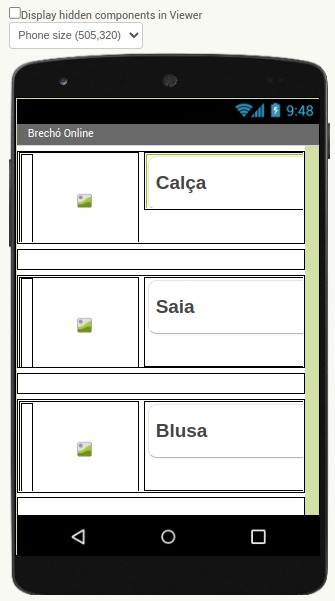 Display hidden components in Viewer
Phone size (505,320)
9:48
Brechó Online
Calça
Saia
Blusa